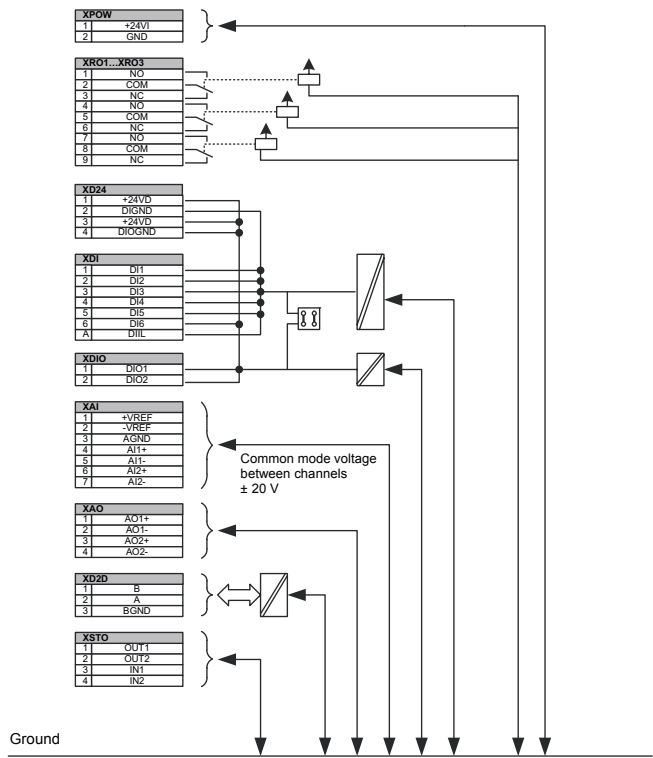 XPOW
1 +24VI
2 GND
XRO1…XRO3
1 NO
2 COM
3 NC
4 NO
5 COM
6 NC
7 NO
8 COM
9 NC
XD24
1 +24VD
2 DIGND
3 +24VD
4 DIOGND
XDI
1 DI1
2 DI2
3 DI3
4 DI4
5 DI5
6 DI6
A DIIL
XDIO
1 DIO1
2 DIO2
XAI
1 +VREF
2 -VREF
3 AGND
4 AI1+
5 AI1-
6 AI2+
7 AI2-
Common mode voltage
between channels
± 20 V
XAO
1 AO1+
2 AO1-
3 AO2+
4 AO2-
XD2D
1 B
2 A
3 BGND
XSTO
1 OUT1
2 OUT2
3 IN1
4 IN2
Ground